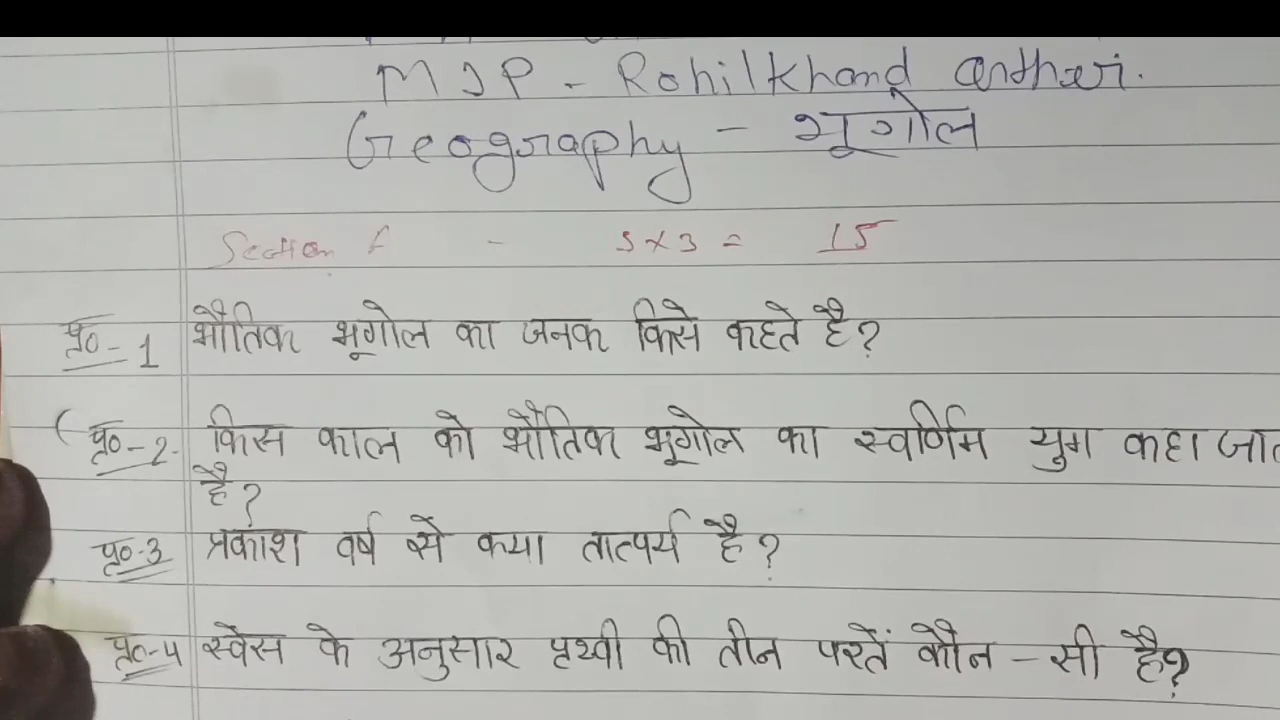 MJP - Rohilkhand
Geography - भूगोल
Section - 5 x 3 = 15
प्र०-1 भौतिक भूगोल का जनक किसे कहते है?
प्र०-2. किस काल को भौतिक भूगोल का स्वर्णिम युग कहा जात
है?
प्र०-3 प्रकाश वर्ष से क्या तात्पर्य है?
प्र०-4 स्वेस के अनुसार पृथ्वी की तीन परतें कौन - सी है?